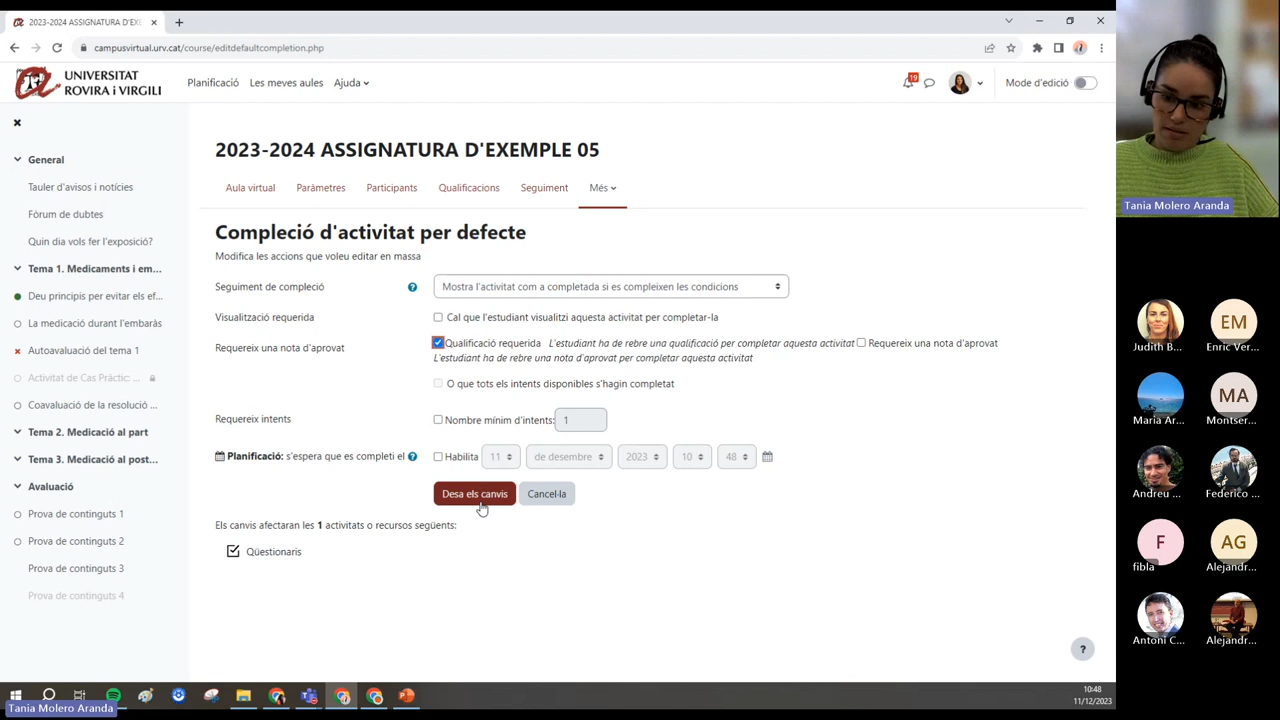 2023-2024 ASSIGNATURA D'EXE
campusvirtual.urv.cat/course/editdefaultcompletion.php
UNIVERSITAT
ROVIRA i VIRGILI
Planificació
Les meves aules
Ajuda
19
Mode d'edició
General
Tauler d'avisos i notícies
Fòrum de dubtes
Quin dia vols fer l'exposició?
Tema 1. Medicaments i em...
Deu principis per evitar els ef...
La medicació durant l'embaràs
Autoavaluació del tema 1
Activitat de Cas Pràctic: ...
Coavaluació de la resolució ...
Tema 2. Medicació al part
Tema 3. Medicació al post...
Avaluació
Prova de continguts 1
Prova de continguts 2
Prova de continguts 3
Prova de continguts 4
2023-2024 ASSIGNATURA D'EXEMPLE 05
Aula virtual
Paràmetres
Participants
Qualificacions
Seguiment
Més
Compleció d'activitat per defecte
Modifica les accions que voleu editar en massa
Seguiment de compleció
Mostra l'activitat com a completada si es compleixen les condicions
Visualització requerida
Cal que l'estudiant visualitzi aquesta activitat per completar-la
Requereix una nota d'aprovat
Qualificació requerida L'estudiant ha de rebre una qualificació per completar aquesta activitat Requereix una nota d'aprovat
L'estudiant ha de rebre una nota d'aprovat per completar aquesta activitat
O que tots els intents disponibles s'hagin completat
Requereix intents
Nombre mínim d'intents: 1
Planificació: s'espera que es completi el
Habilita 11 de desembre 2023 10 48
Desa els canvis
Cancel·la
Els canvis afectaran les 1 activitats o recursos següents:
Qüestionaris
?
Tania Molero Aranda
Judith B...
EM
Enric Ver...
Maria Ar...
MA
Montser...
Andreu ...
Federico ...
F
fibla
AG
Alejandr...
Antoni C...
Alejandr...
10:48
11/12/2023
Tania Molero Aranda